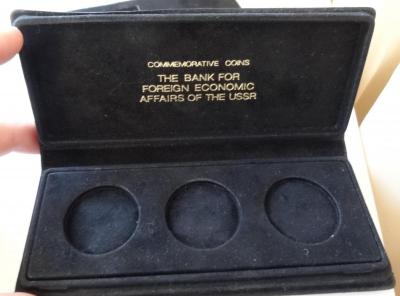 COMMEMORATIVE COINS
THE BANK FOR
FOREIGN ECONOMIC
AFFAIRS OF THE USSR